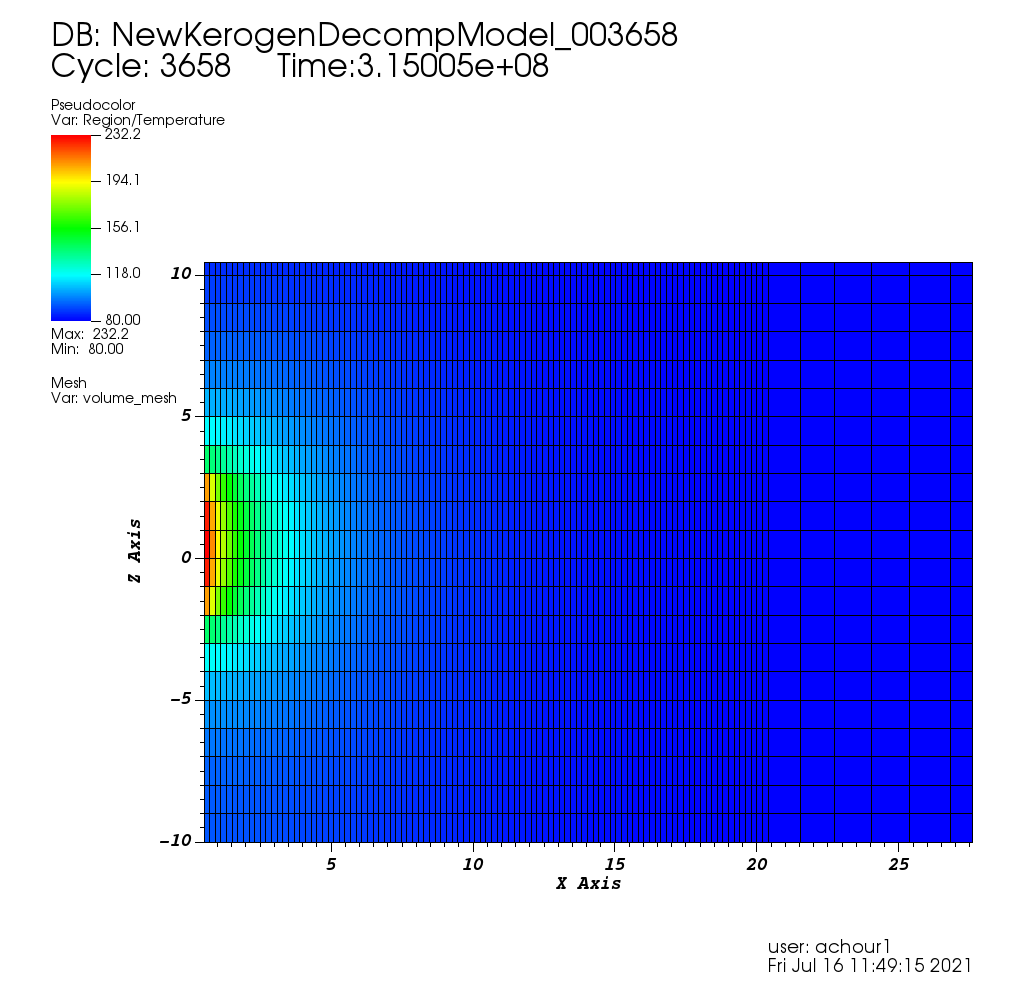 DB: NewKerogenDecompModel_003658
Cycle: 3658 Time:3.15005e+08
Pseudocolor
Var: Region/Temperature
232.2
194.1
156.1
118.0
80.00
Max: 232.2
Min: 80.00
Mesh
Var: volume_mesh
10
5
0
-5
-10
Z Axis
5 10 15 20 25
X Axis
user: achour1
Fri Jul 16 11:49:15 2021